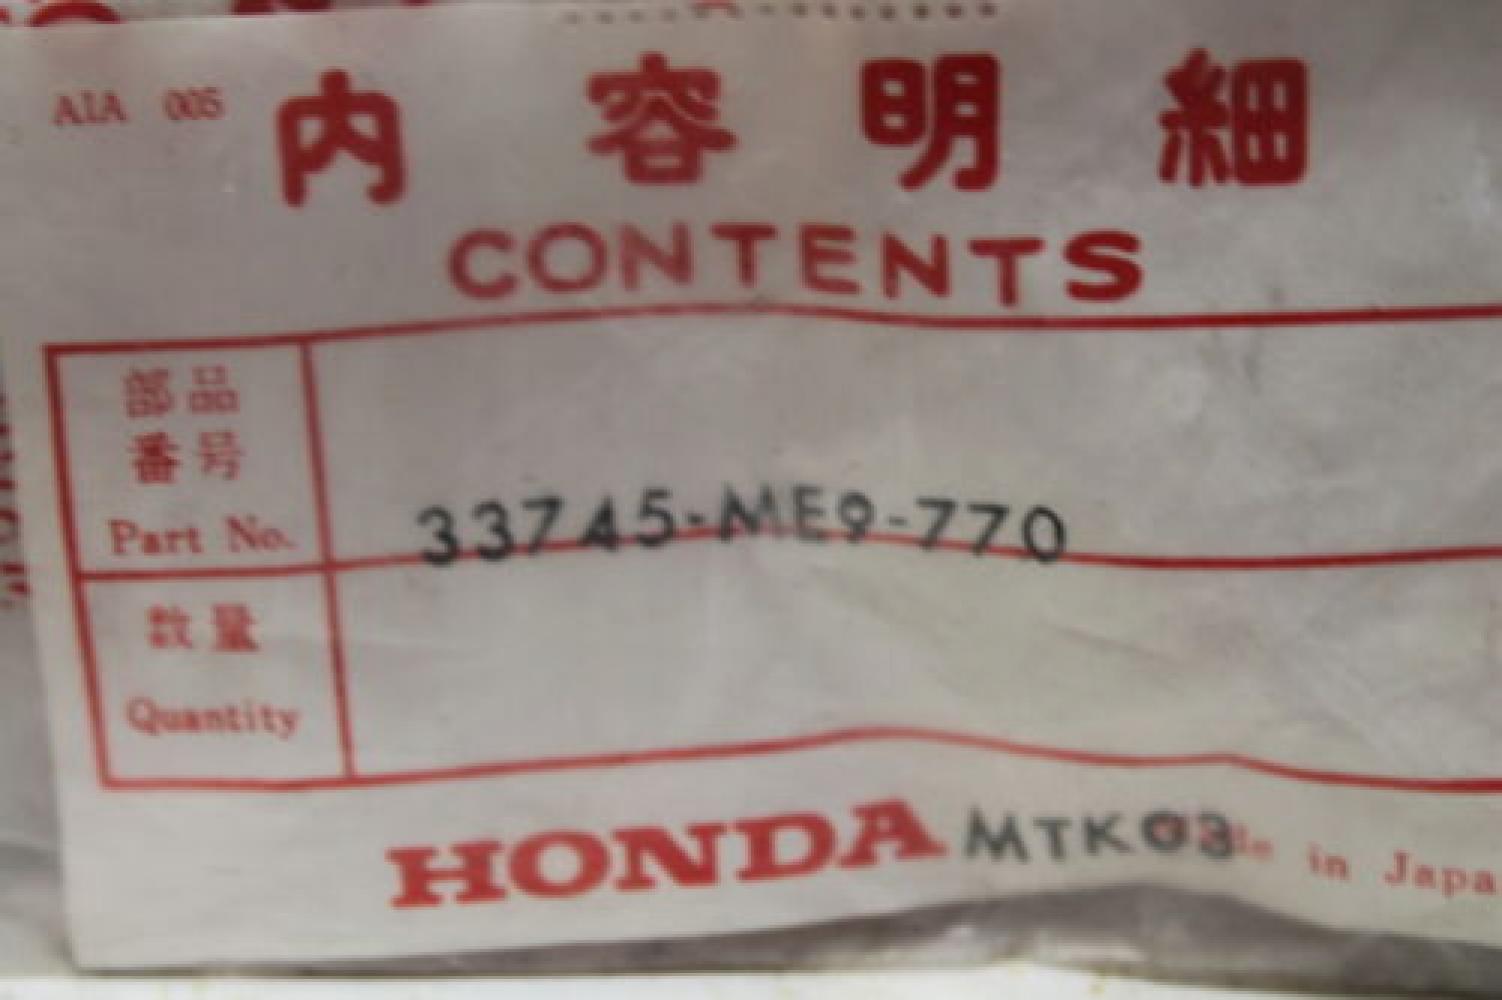 AIA 005
内容明細
CONTENTS
部品
番号
Part No.
33745-ME9-770
数量
Quantity
HONDA MTK03 in Japa